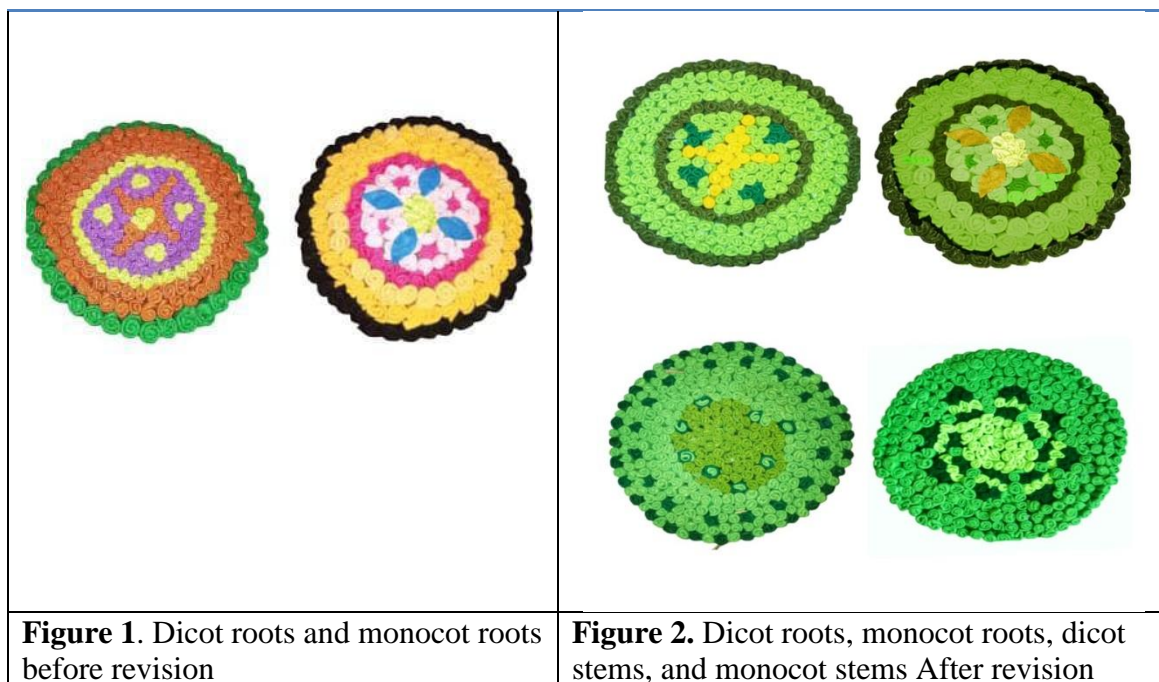 Figure 1. Dicot roots and monocot roots
before revision
Figure 2. Dicot roots, monocot roots, dicot
stems, and monocot stems After revision